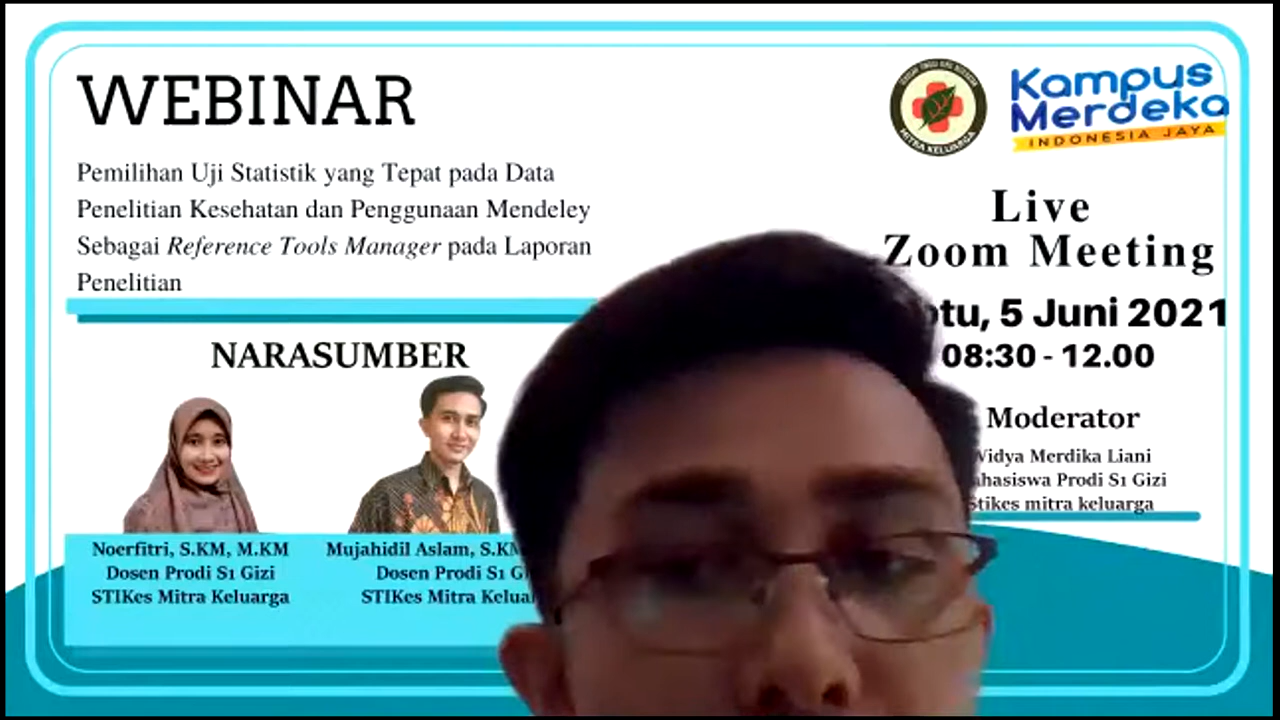 WEBINAR
Pemilihan Uji Statistik yang Tepat pada Data
Penelitian Kesehatan dan Penggunaan Mendeley
Sebagai Reference Tools Manager pada Laporan
Penelitian
NARASUMBER
Noerfitri, S.KM, M.KM
Dosen Prodi S1 Gizi
STIKes Mitra Keluarga
Mujahidil Aslam,
Dosen Prodi S1
STIKes Mitra
MITRA KELUARGA
Kampus
Merdeka
INDONESIA JAYA
Live
Zoom Meeting
5 Juni 2021
08:30 - 12.00
Moderator
Merdika Liani
Prodi S1 Gizi
Stikes mitra keluarga